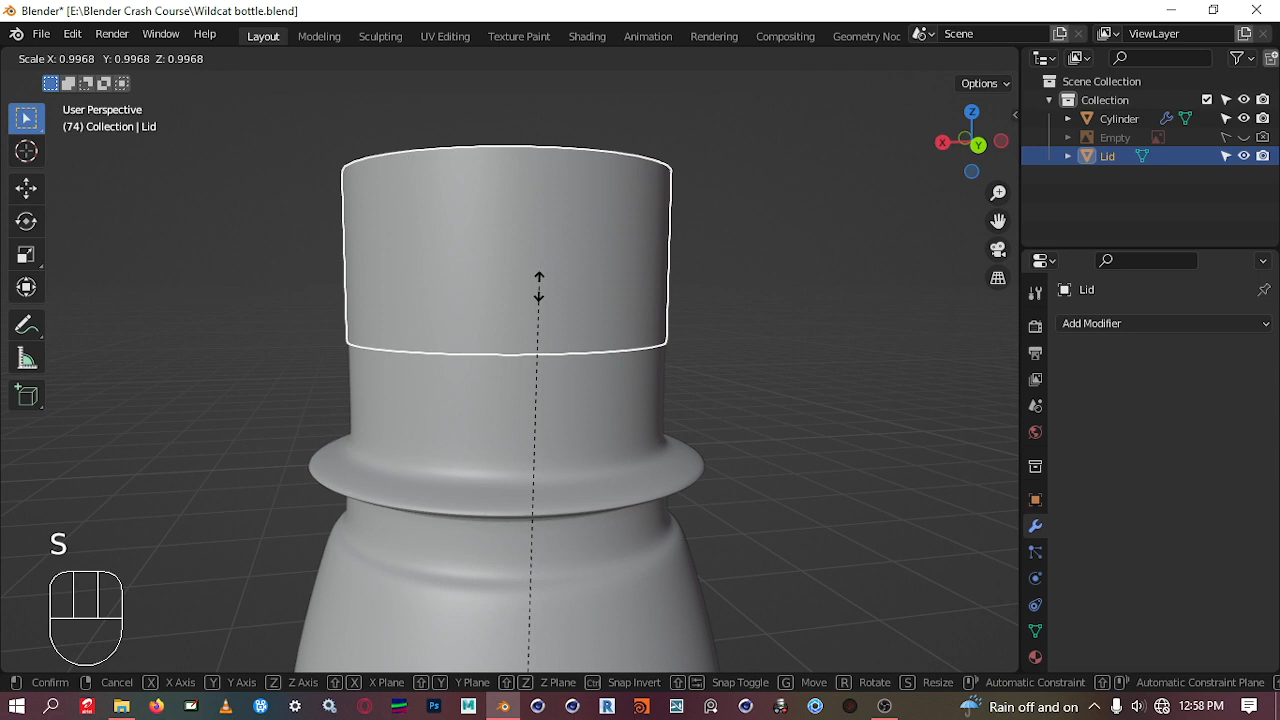 Blender* [E:\Blender Crash Course\Wildcat bottle.blend]
File Edit Render Window Help Layout Modeling Sculpting UV Editing Texture Paint Shading Animation Rendering Compositing Geometry Noc Scene ViewLayer
Scale X: 0.9968 Y: 0.9968 Z: 0.9968
Options
User Perspective
(74) Collection | Lid
Z
X
Y
Scene Collection
Collection
Cylinder
Empty
Lid
Lid
Add Modifier
S
Confirm Cancel X X Axis Y Y Axis Z Z Axis X X Plane Y Y Plane Z Z Plane Ctrl Snap Invert Snap Toggle G Move R Rotate S Resize Automatic Constraint Automatic Constraint Plane
Rain off and on 12:58 PM